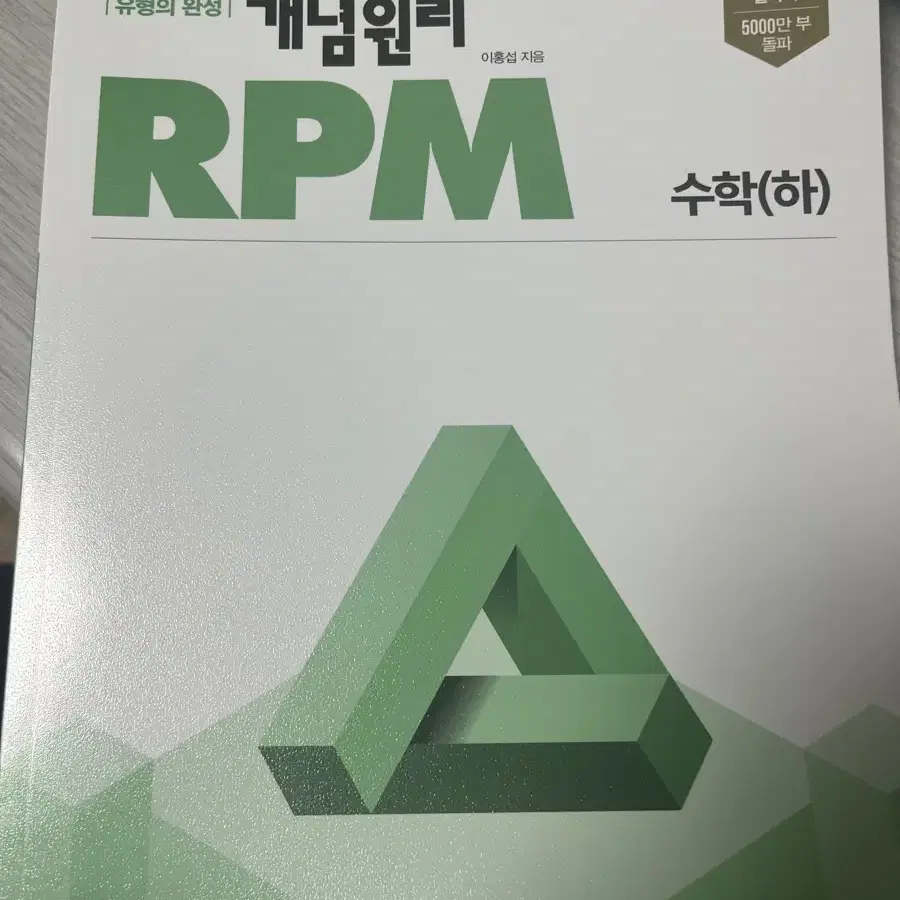 유형의 완성
개념원리
이홍섭 지음
5000만 부
돌파
RPM
수학(하)